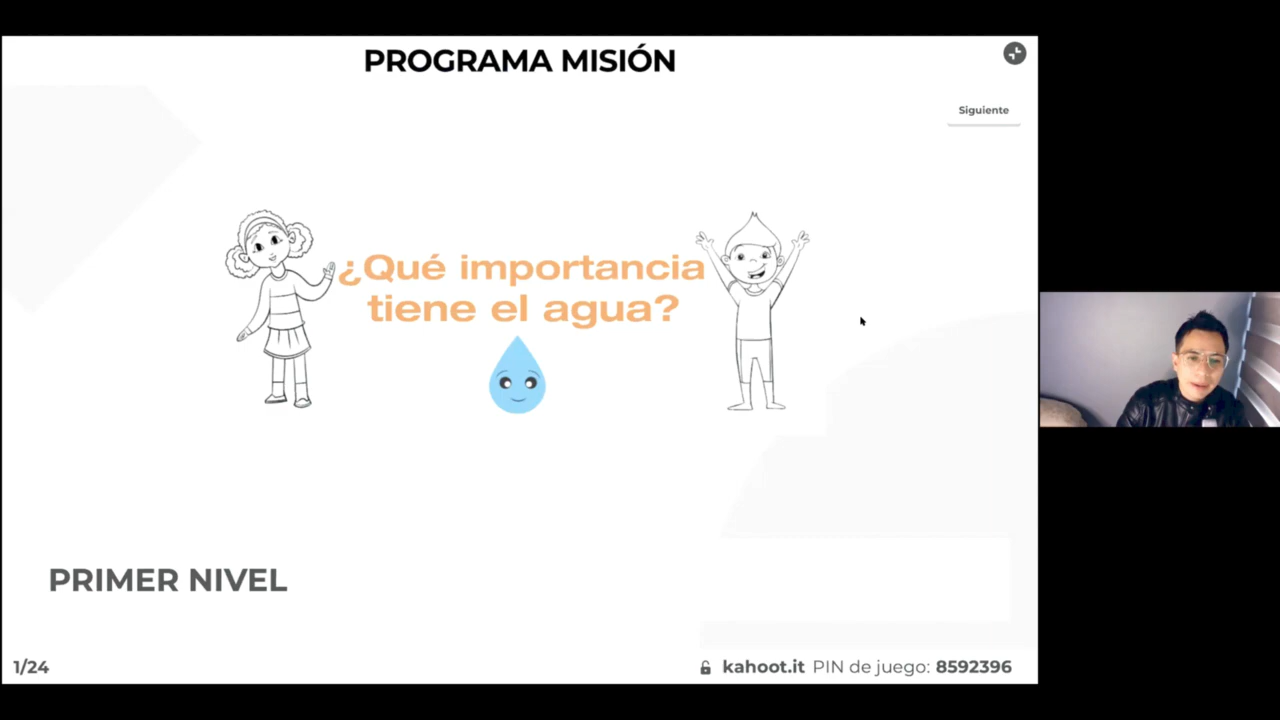 PROGRAMA MISIÓN
Siguiente
¿Qué importancia
tiene el agua?
PRIMER NIVEL
1/24
kahoot.it PIN de juego: 8592396